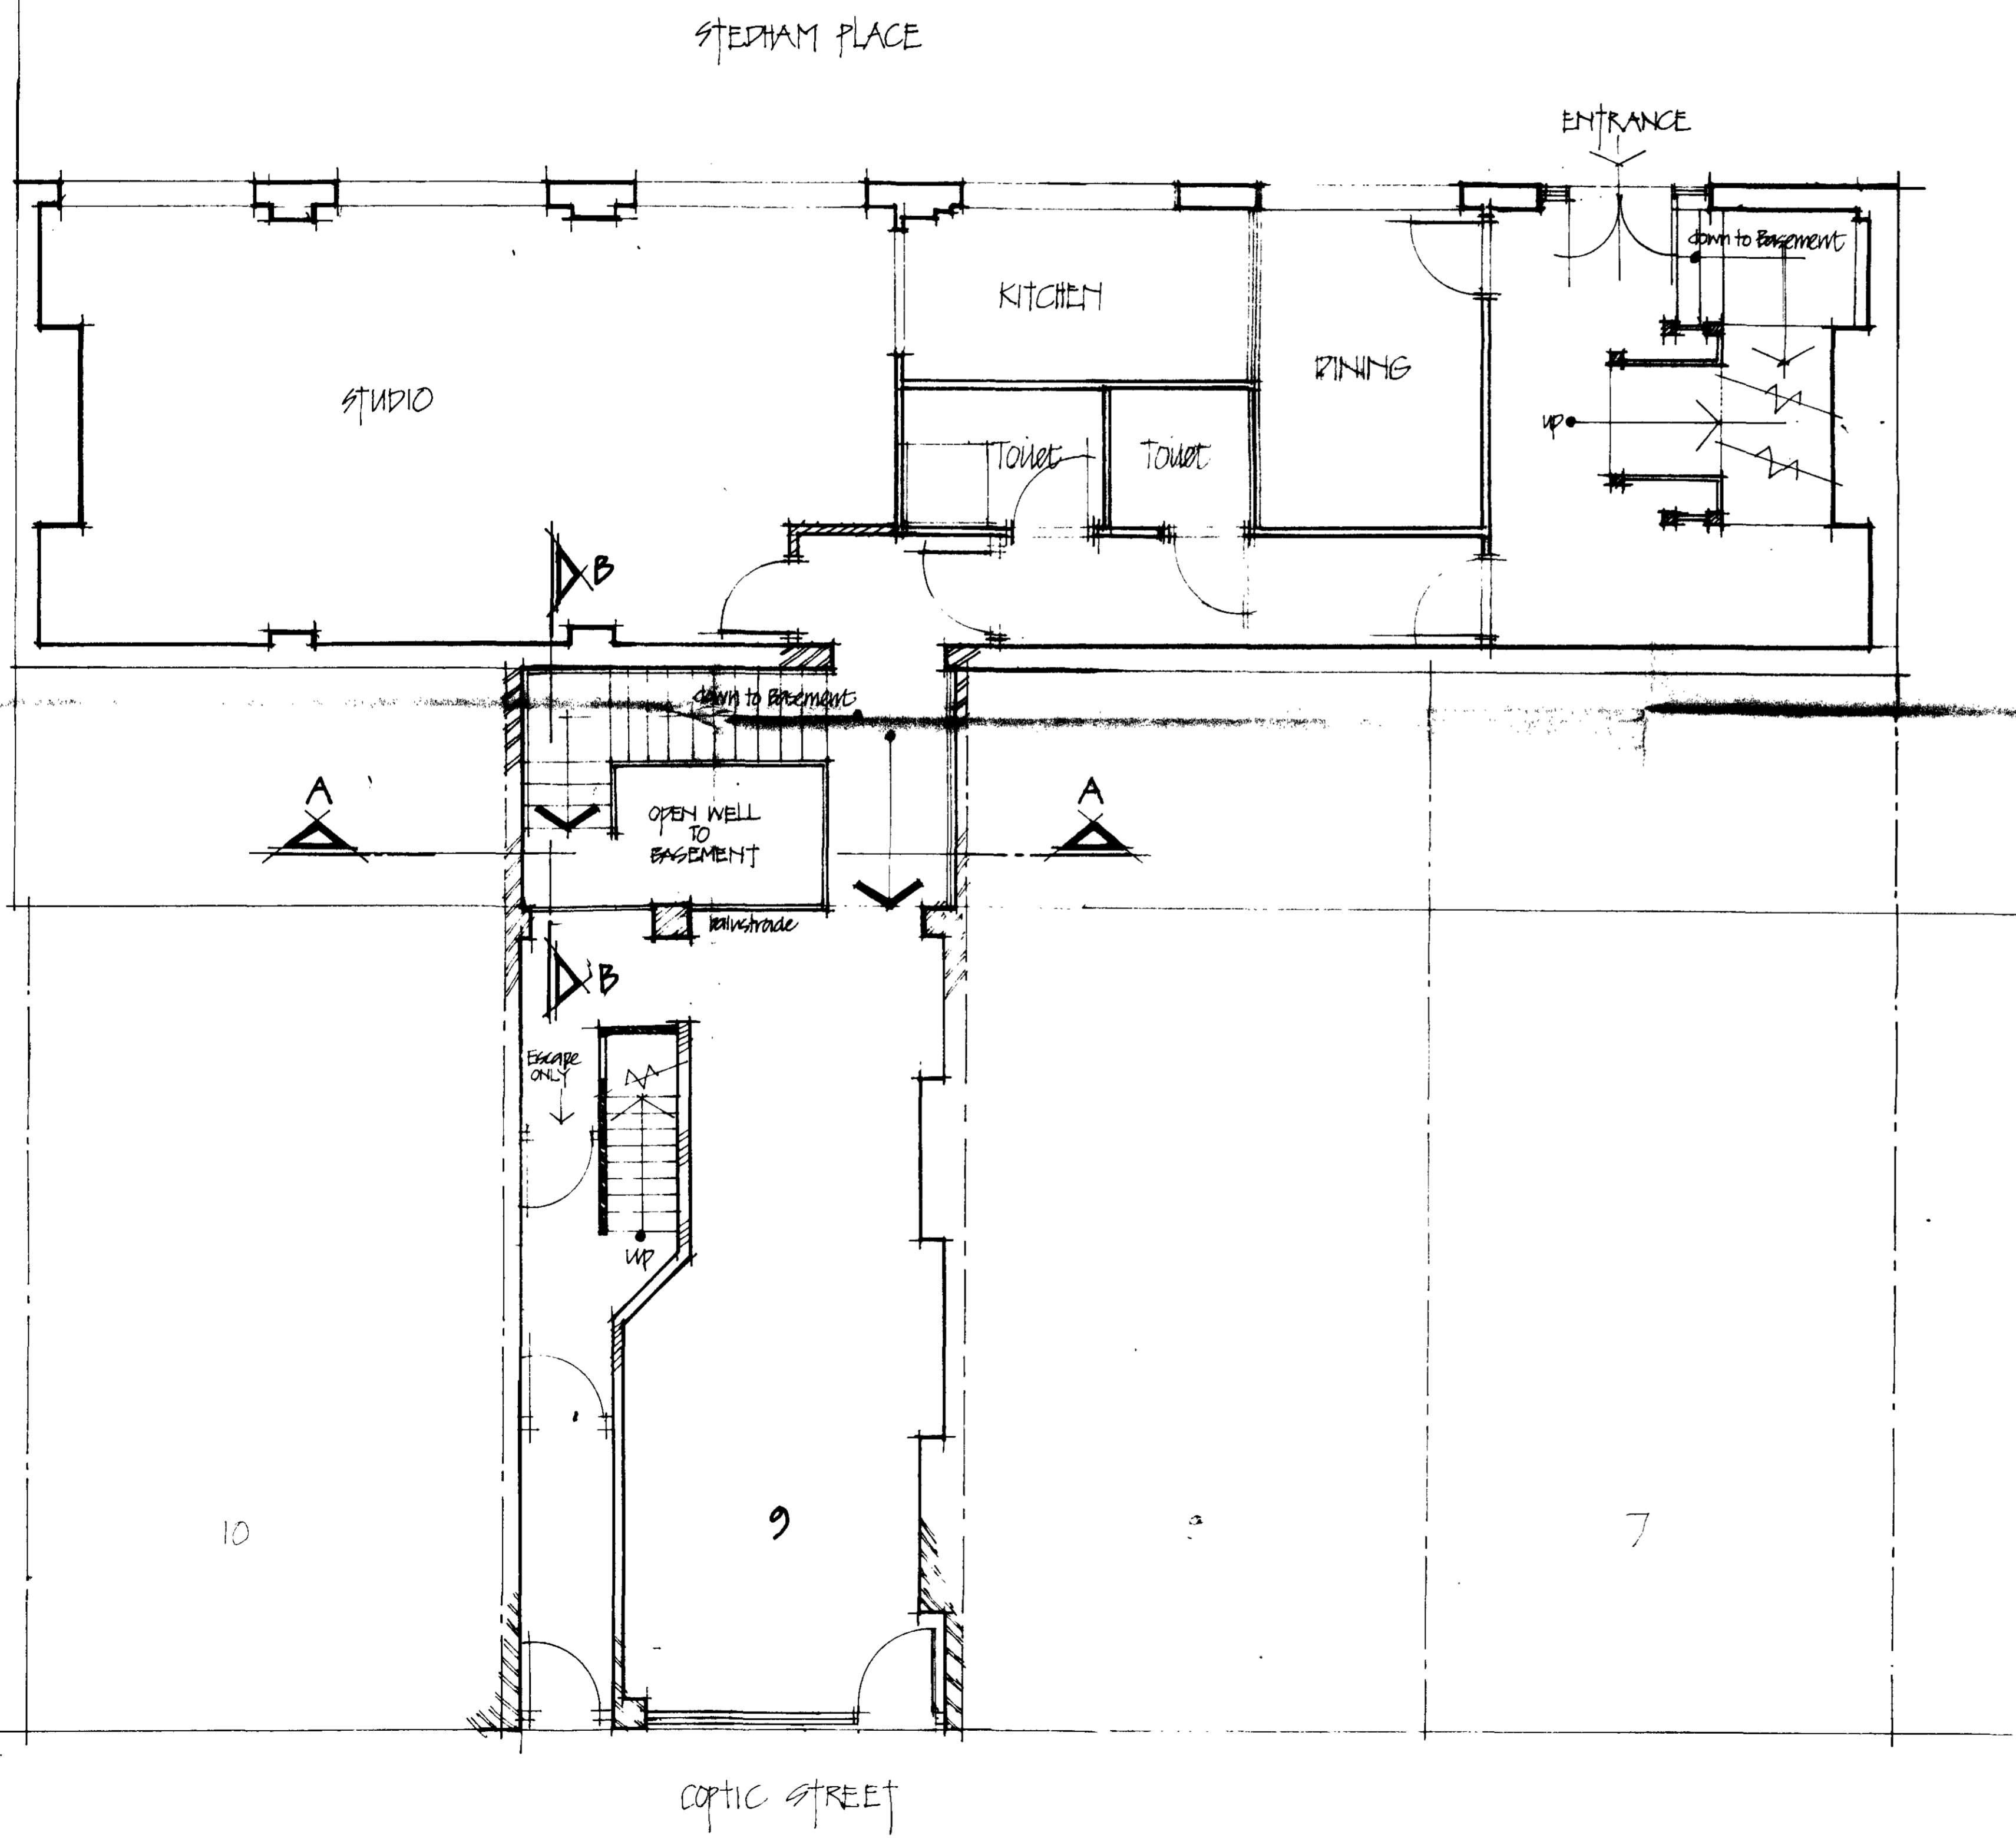 STEDHAM PLACE
ENTRANCE
down to Basement
KITCHEN
DINING
STUDIO
up
Toilet
Toilet
B
down to Basement
A
A
OPEN WELL
TO
BASEMENT
balustrade
B
Escape
ONLY
up
9
10
7
COPTIC STREET